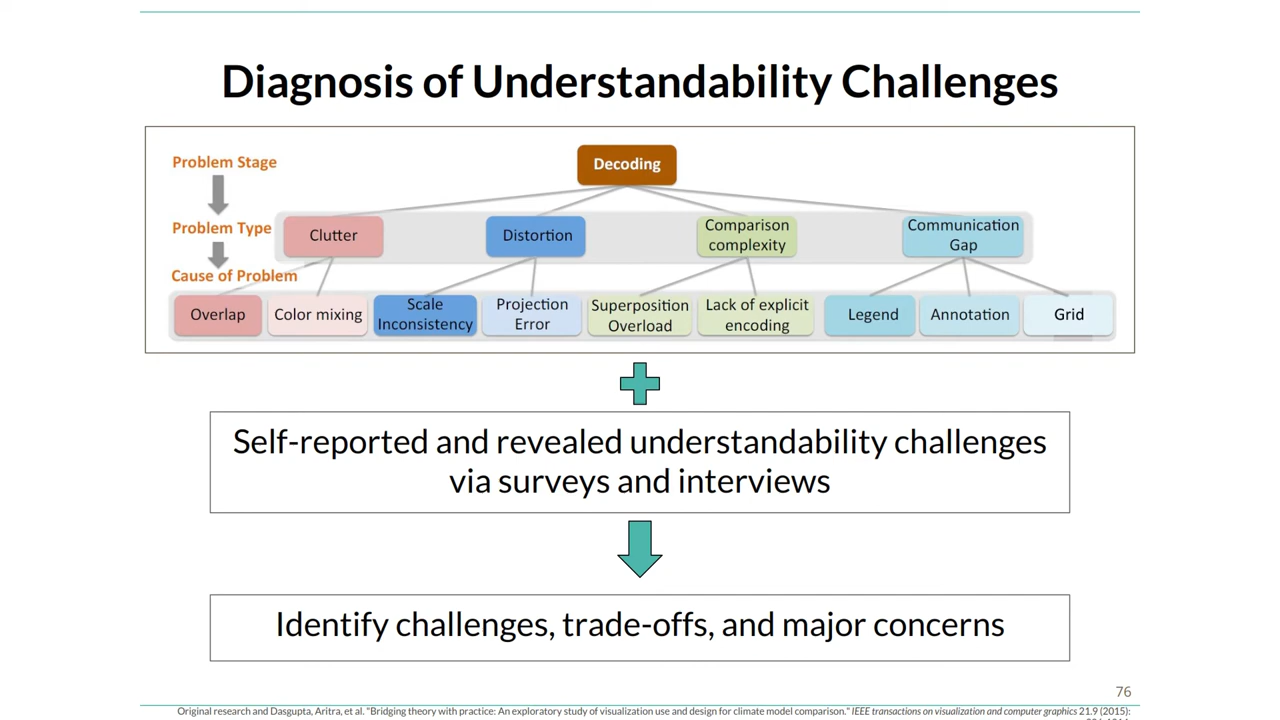 Diagnosis of Understandability Challenges
Problem Stage
Decoding
Problem Type
Clutter
Distortion
Comparison
complexity
Communication
Gap
Cause of Problem
Overlap
Color mixing
Scale
Inconsistency
Projection
Error
Superposition
Overload
Lack of explicit
encoding
Legend
Annotation
Grid
Self-reported and revealed understandability challenges
via surveys and interviews
Identify challenges, trade-offs, and major concerns
76
Original research and Dasgupta, Aritra, et al. "Bridging theory with practice: An exploratory study of visualization use and design for climate model comparison." IEEE transactions on visualization and computer graphics 21.9 (2015):